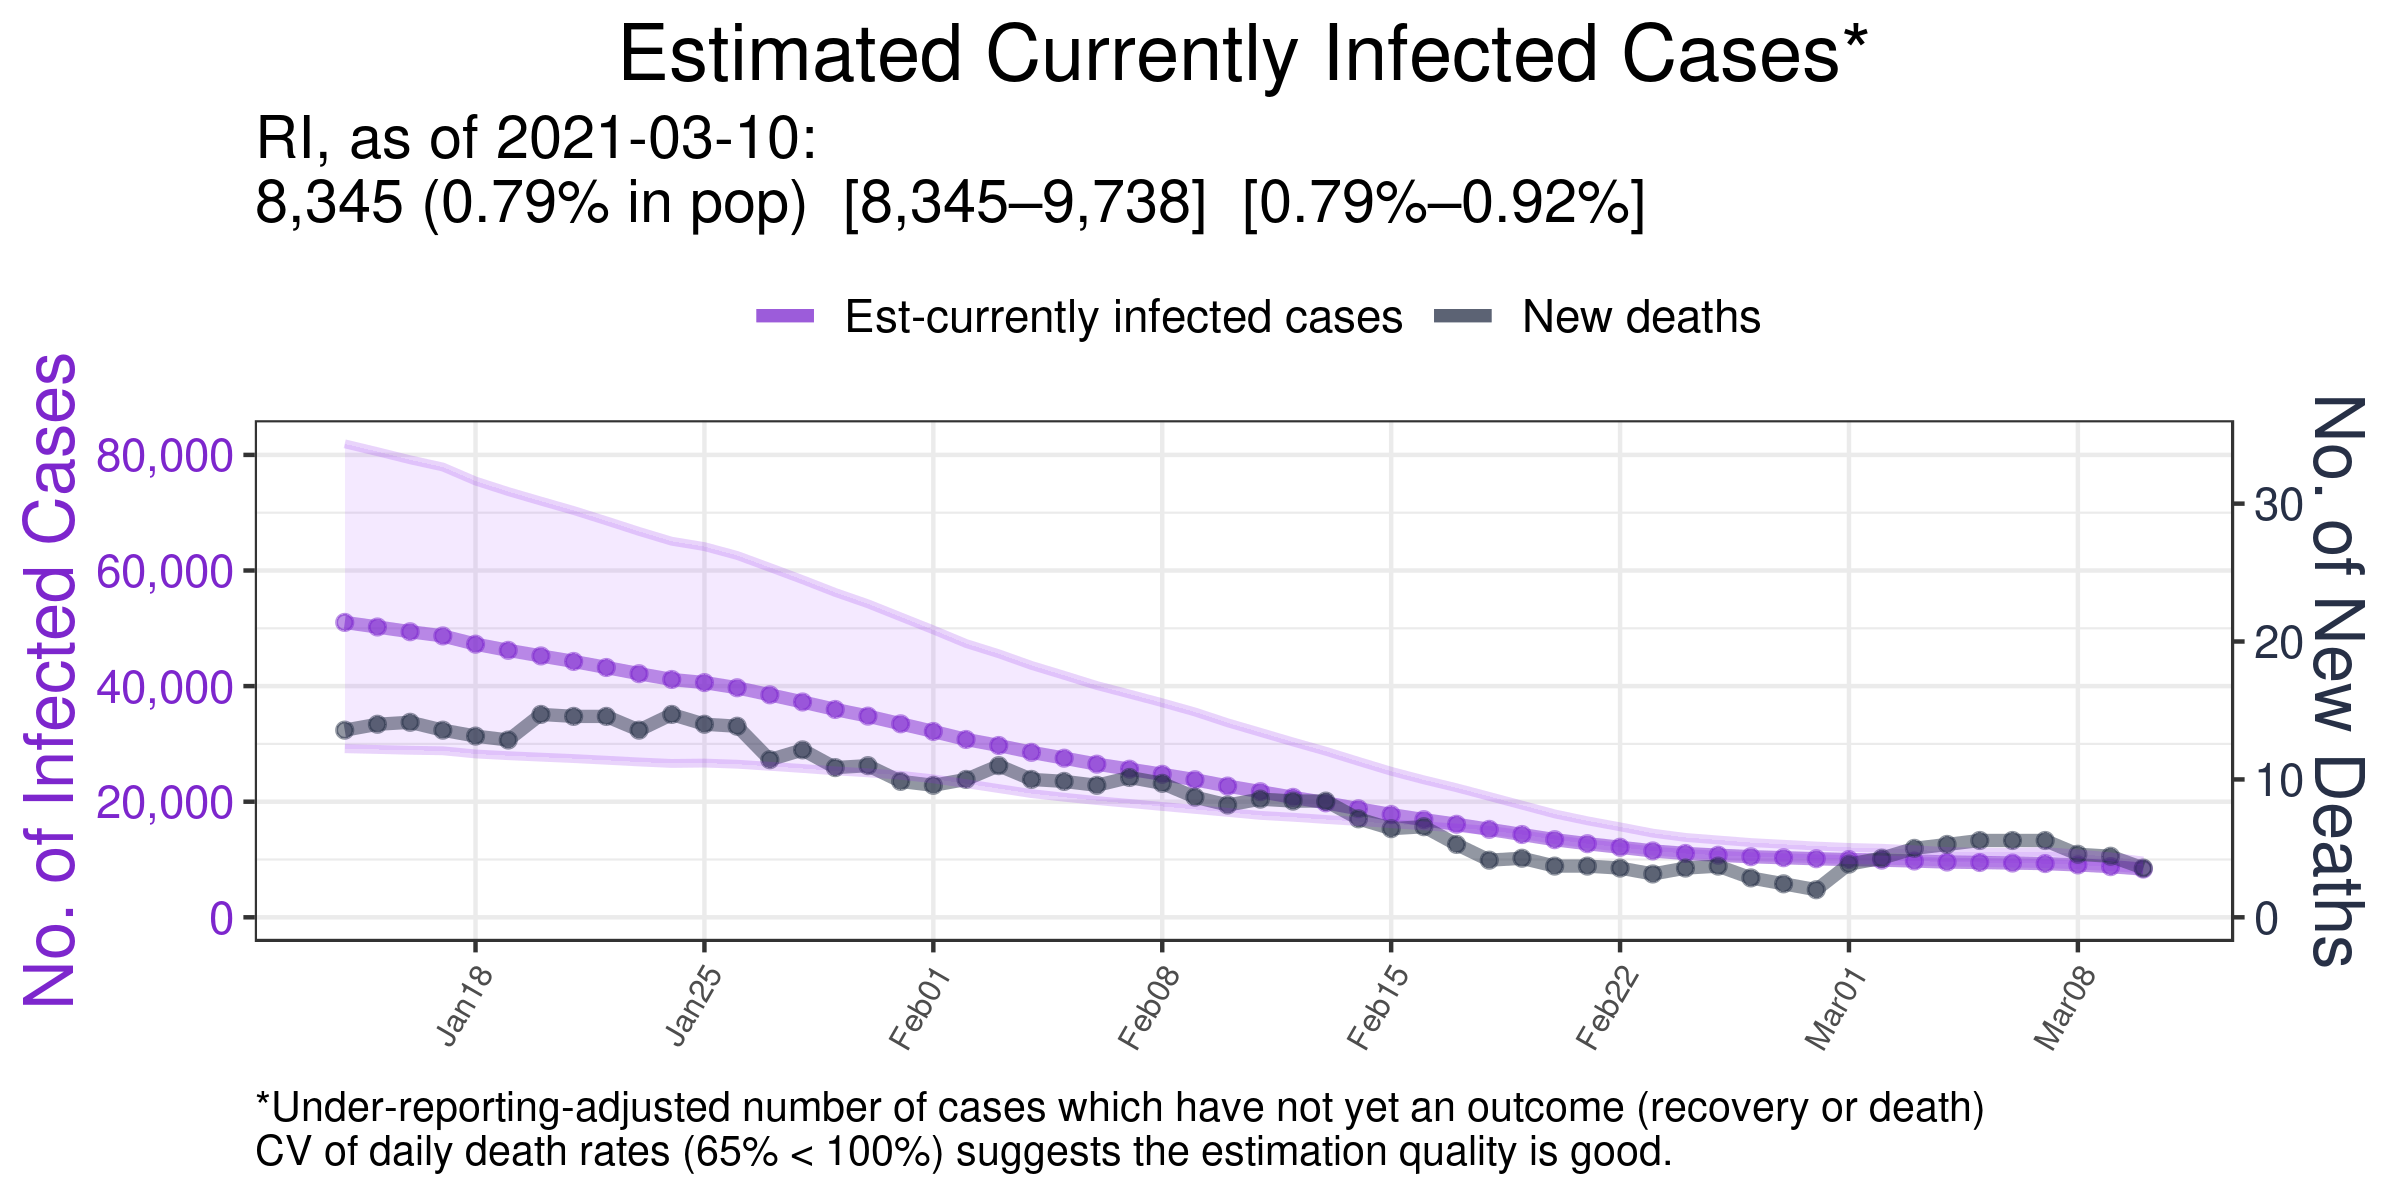 Estimated Currently Infected Cases*
RI, as of 2021-03-10:
8,345 (0.79% in pop)  [8,345–9,738]  [0.79%–0.92%]
Est-currently infected cases
New deaths
No. of Infected Cases
80,000
60,000
40,000
20,000
0
30
20
10
0
No. of New Deaths
Jan18
Jan25
Feb01
Feb08
Feb15
Feb22
Mar01
Mar08
*Under-reporting-adjusted number of cases which have not yet an outcome (recovery or death)
CV of daily death rates (65% < 100%) suggests the estimation quality is good.